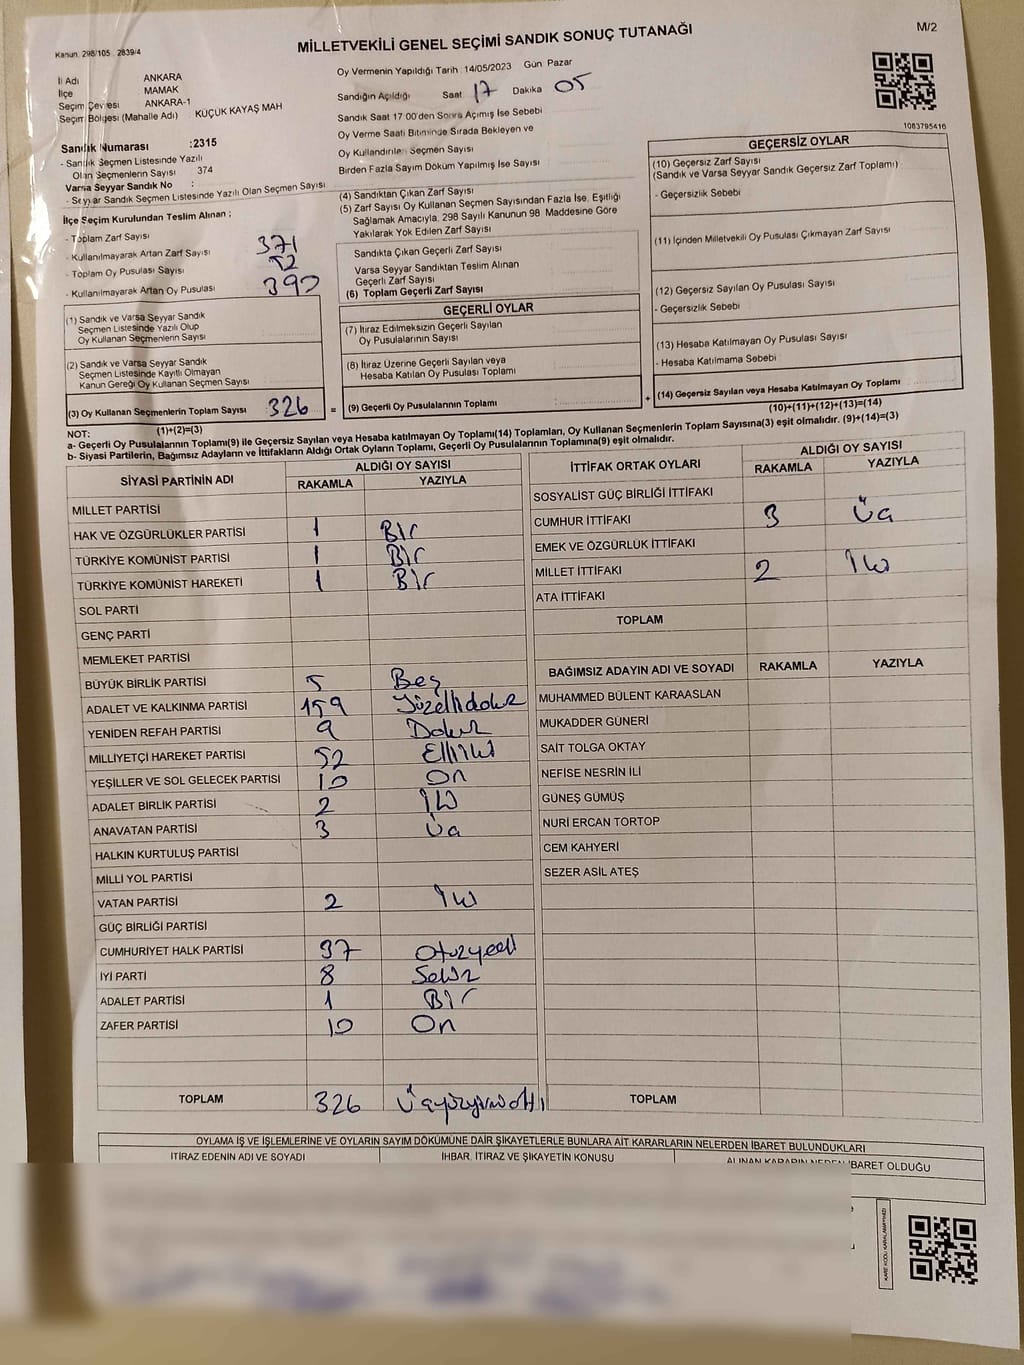 Kanun. 298/105. 2839/4
MİLLETVEKİLİ GENEL SEÇİMİ SANDIK SONUÇ TUTANAĞI
M/2
İl Adı ANKARA
İlçe MAMAK
Seçim Çevresi ANKARA-1
Seçim Bölgesi (Mahalle Adı) KÜÇÜK KAYAŞ MAH
Sandık Numarası :2315
- Sandık Seçmen Listesinde Yazılı
Olan Seçmenlerin Sayısı 374
Varsa Seyyar Sandık No :
- Seyyar Sandık Seçmen Listesinde Yazılı Olan Seçmen Sayısı :
İlçe Seçim Kurulundan Teslim Alınan ;
- Toplam Zarf Sayısı 371
- Kullanılmayarak Artan Zarf Sayısı 52
- Toplam Oy Pusulası Sayısı 390
- Kullanılmayarak Artan Oy Pusulası
(1) Sandık ve Varsa Seyyar Sandık
Seçmen Listesinde Yazılı Olup
Oy Kullanan Seçmenlerin Sayısı
(2) Sandık ve Varsa Seyyar Sandık
Seçmen Listesinde Kayıtlı Olmayan
Kanun Gereği Oy Kullanan Seçmen Sayısı
(3) Oy Kullanan Seçmenlerin Toplam Sayısı 326 =
(1)+(2)=(3)
Oy Vermenin Yapıldığı Tarih : 14/05/2023 Gün Pazar
Sandığın Açıldığı Saat 17 Dakika 05
Sandık Saat 17 00'den Sonra Açımış İse Sebebi
Oy Verme Saati Bitiminde Sırada Bekleyen ve
Oy Kullandırılan Seçmen Sayısı
Birden Fazla Sayım Döküm Yapılmış İse Sayısı
(4) Sandıktan Çıkan Zarf Sayısı
(5) Zarf Sayısı Oy Kullanan Seçmen Sayısından Fazla İse, Eşitliği
Sağlamak Amacıyla, 298 Sayılı Kanunun 98. Maddesine Göre
Yakılarak Yok Edilen Zarf Sayısı
Sandıkta Çıkan Geçerli Zarf Sayısı
Varsa Seyyar Sandıktan Teslim Alınan
Geçerli Zarf Sayısı
(6) Toplam Geçerli Zarf Sayısı
GEÇERLİ OYLAR
(7) İtiraz Edilmeksizin Geçerli Sayılan
Oy Pusulalarının Sayısı
(8) İtiraz Üzerine Geçerli Sayılan veya
Hesaba Katılan Oy Pusulası Toplamı
(9) Geçerli Oy Pusulalarının Toplamı +
1083795416
GEÇERSİZ OYLAR
(10) Geçersiz Zarf Sayısı
(Sandık ve Varsa Seyyar Sandık Geçersiz Zarf Toplamı)
- Geçersizlik Sebebi
(11) İçinden Milletvekili Oy Pusulası Çıkmayan Zarf Sayısı
(12) Geçersiz Sayılan Oy Pusulası Sayısı
- Geçersizlik Sebebi
(13) Hesaba Katılmayan Oy Pusulası Sayısı
- Hesaba Katılmama Sebebi
(14) Geçersiz Sayılan veya Hesaba Katılmayan Oy Toplamı
(10)+(11)+(12)+(13)=(14)
NOT:
a- Geçerli Oy Pusulalarının Toplamı(9) ile Geçersiz Sayılan veya Hesaba katılmayan Oy Toplamı(14) Toplamları, Oy Kullanan Seçmenlerin Toplam Sayısına(3) eşit olmalıdır. (9)+(14)=(3)
b- Siyasi Partilerin, Bağımsız Adayların ve İttifakların Aldığı Ortak Oyların Toplamı, Geçerli Oy Pusulalarının Toplamına(9) eşit olmalıdır.
SİYASİ PARTİNİN ADI ALDIĞI OY SAYISI
RAKAMLA YAZIYLA
MİLLET PARTİSİ
HAK VE ÖZGÜRLÜKLER PARTİSİ 1 Bir
TÜRKİYE KOMÜNİST PARTİSİ 1 Bir
TÜRKİYE KOMÜNİST HAREKETİ 1 Bir
SOL PARTİ
GENÇ PARTİ
MEMLEKET PARTİSİ
BÜYÜK BİRLİK PARTİSİ 5 Beş
ADALET VE KALKINMA PARTİSİ 159 Yüzellidokuz
YENİDEN REFAH PARTİSİ 9 Dokuz
MİLLİYETÇİ HAREKET PARTİSİ 52 Elliiki
YEŞİLLER VE SOL GELECEK PARTİSİ 10 On
ADALET BİRLİK PARTİSİ 2 İki
ANAVATAN PARTİSİ 3 Üç
HALKIN KURTULUŞ PARTİSİ
MİLLİ YOL PARTİSİ
VATAN PARTİSİ 2 İki
GÜÇ BİRLİĞİ PARTİSİ
CUMHURİYET HALK PARTİSİ 37 Otuzyedi
İYİ PARTİ 8 Sekiz
ADALET PARTİSİ 1 Bir
ZAFER PARTİSİ 10 On
TOPLAM 326 Üçyüzyirmialtı
İTTİFAK ORTAK OYLARI ALDIĞI OY SAYISI
RAKAMLA YAZIYLA
SOSYALİST GÜÇ BİRLİĞİ İTTİFAKI
CUMHUR İTTİFAKI 3 Üç
EMEK VE ÖZGÜRLÜK İTTİFAKI
MİLLET İTTİFAKI 2 İki
ATA İTTİFAKI
TOPLAM
BAĞIMSIZ ADAYIN ADI VE SOYADI RAKAMLA YAZIYLA
MUHAMMED BÜLENT KARAASLAN
MUKADDER GÜNERİ
SAİT TOLGA OKTAY
NEFİSE NESRİN İLİ
GÜNEŞ GÜMÜŞ
NURİ ERCAN TORTOP
CEM KAHYERİ
SEZER ASİL ATEŞ
TOPLAM
OYLAMA İŞ VE İŞLEMLERİNE VE OYLARIN SAYIM DÖKÜMÜNE DAİR ŞİKAYETLERLE BUNLARA AİT KARARLARIN NELERDEN İBARET BULUNDUKLARI
İTİRAZ EDENİN ADI VE SOYADI İHBAR, İTİRAZ VE ŞİKAYETİN KONUSU ALINAN KARARIN NEDEN İBARET OLDUĞU
KARE KODU KARALAMAYINIZ